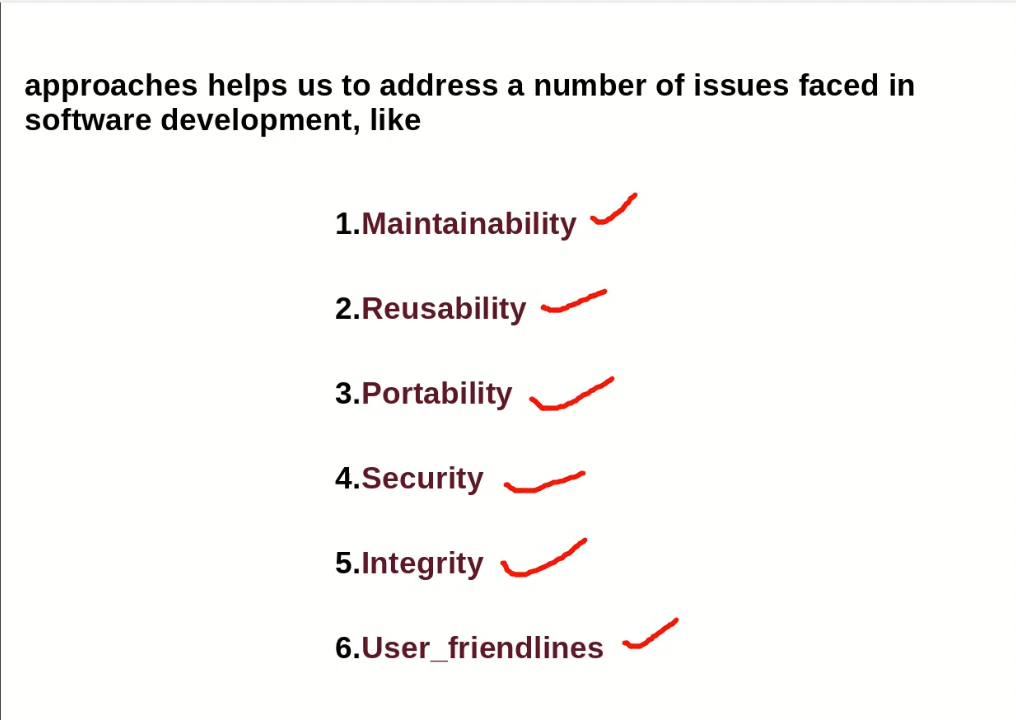 approaches helps us to address a number of issues faced in
software development, like
1.Maintainability
2.Reusability
3.Portability
4.Security
5.Integrity
6.User_friendlines